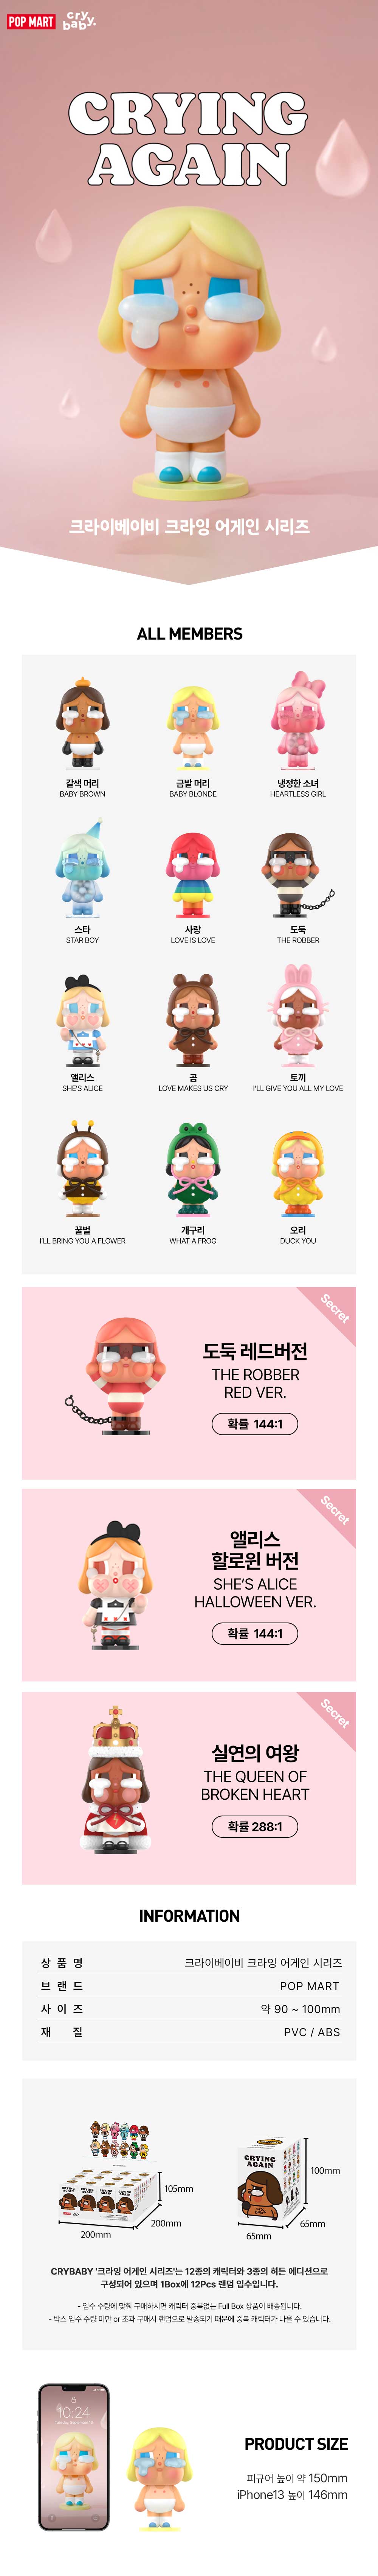 POP MART
cry baby.
CRYING
AGAIN
크라이베이비 크라잉 어게인 시리즈
ALL MEMBERS
갈색 머리
BABY BROWN
금발 머리
BABY BLONDE
냉정한 소녀
HEARTLESS GIRL
스타
STAR BOY
사랑
LOVE IS LOVE
도둑
THE ROBBER
앨리스
SHE'S ALICE
곰
LOVE MAKES US CRY
토끼
I'LL GIVE YOU ALL MY LOVE
꿀벌
I'LL BRING YOU A FLOWER
개구리
WHAT A FROG
오리
DUCK YOU
Secret
도둑 레드버전
THE ROBBER
RED VER.
확률 144:1
Secret
앨리스
할로윈 버전
SHE'S ALICE
HALLOWEEN VER.
확률 144:1
Secret
실연의 여왕
THE QUEEN OF
BROKEN HEART
확률 288:1
INFORMATION
상 품 명 크라이베이비 크라잉 어게인 시리즈
브 랜 드 POP MART
사 이 즈 약 90 ~ 100mm
재 질 PVC / ABS
105mm
200mm
200mm
CRYING
AGAIN
100mm
65mm
65mm
CRYBABY '크라잉 어게인 시리즈'는 12종의 캐릭터와 3종의 히든 에디션으로
구성되어 있으며 1Box에 12Pcs 랜덤 입수입니다.
- 입수 수량에 맞춰 구매하시면 캐릭터 중복없는 Full Box 상품이 배송됩니다.
- 박스 입수 수량 미만 or 초과 구매시 랜덤으로 발송되기 때문에 중복 캐릭터가 나올 수 있습니다.
10:24
PRODUCT SIZE
피규어 높이 약 150mm
iPhone13 높이 146mm